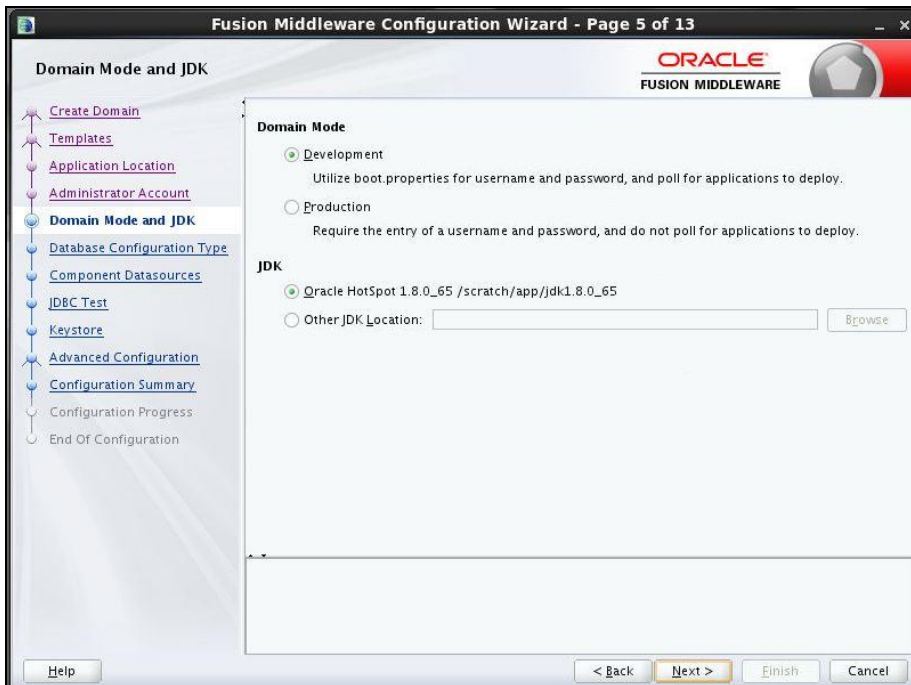 Fusion Middleware Configuration Wizard - Page 5 of 13
Domain Mode and JDK
ORACLE
FUSION MIDDLEWARE
Create Domain
Templates
Application Location
Administrator Account
Domain Mode and JDK
Database Configuration Type
Component Datasources
JDBC Test
Keystore
Advanced Configuration
Configuration Summary
Configuration Progress
End Of Configuration
Domain Mode
Development
Utilize boot.properties for username and password, and poll for applications to deploy.
Production
Require the entry of a username and password, and do not poll for applications to deploy.
JDK
Oracle HotSpot 1.8.0_65 /scratch/app/jdk1.8.0_65
Other JDK Location:
Browse
Help
< Back
Next >
Finish
Cancel